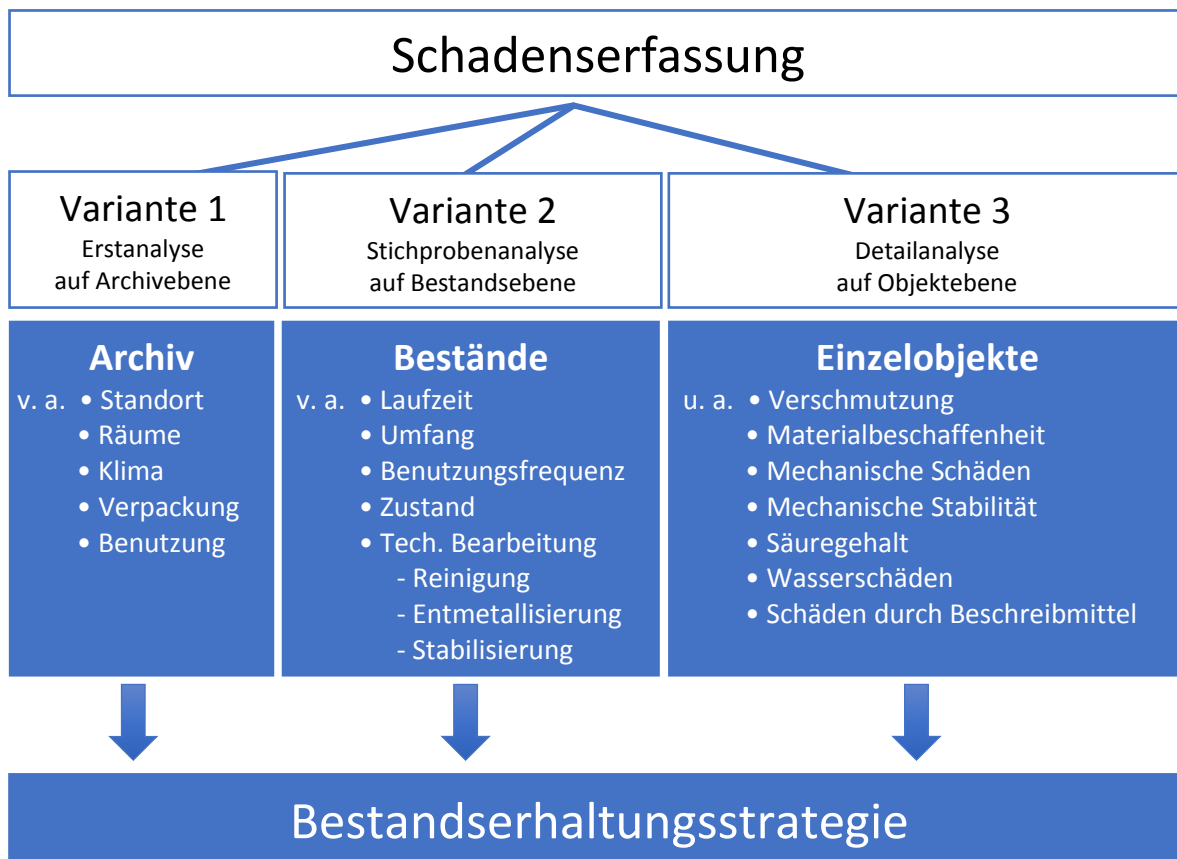 Schadenserfassung
Variante 1
Erstanalyse
auf Archivebene
Variante 2
Stichprobenanalyse
auf Bestandsebene
Variante 3
Detailanalyse
auf Objektebene
Archiv
v. a. • Standort
• Räume
• Klima
• Verpackung
• Benutzung
Bestände
v. a. • Laufzeit
• Umfang
• Benutzungsfrequenz
• Zustand
• Tech. Bearbeitung
- Reinigung
- Entmetallisierung
- Stabilisierung
Einzelobjekte
u. a. • Verschmutzung
• Materialbeschaffenheit
• Mechanische Schäden
• Mechanische Stabilität
• Säuregehalt
• Wasserschäden
• Schäden durch Beschreibmittel
Bestandserhaltungsstrategie